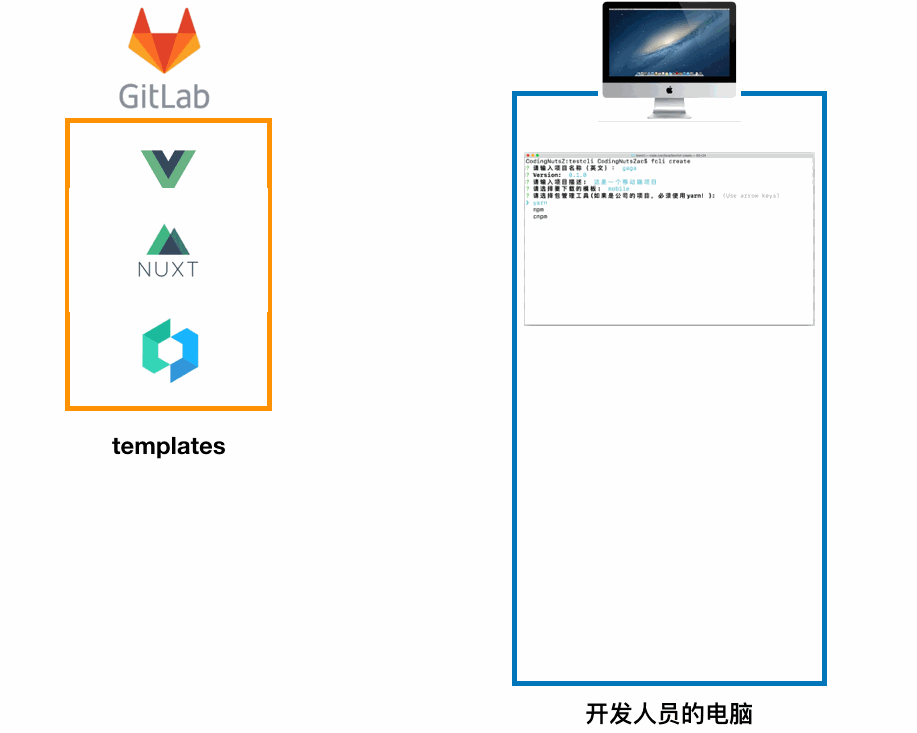 GitLab
NUXT
templates
CodingNutsZ:testcli CodingNutsZac$ fcli create
? 请输入项目名称（英文）： gaga
? Version: 0.1.0
? 请输入项目描述： 这是一个移动端项目
? 请选择要下载的模板： mobile
? 请选择包管理工具(如果是公司的项目，必须使用yarn! ): (Use arrow keys)
❯ yarn
npm
cnpm
开发人员的电脑